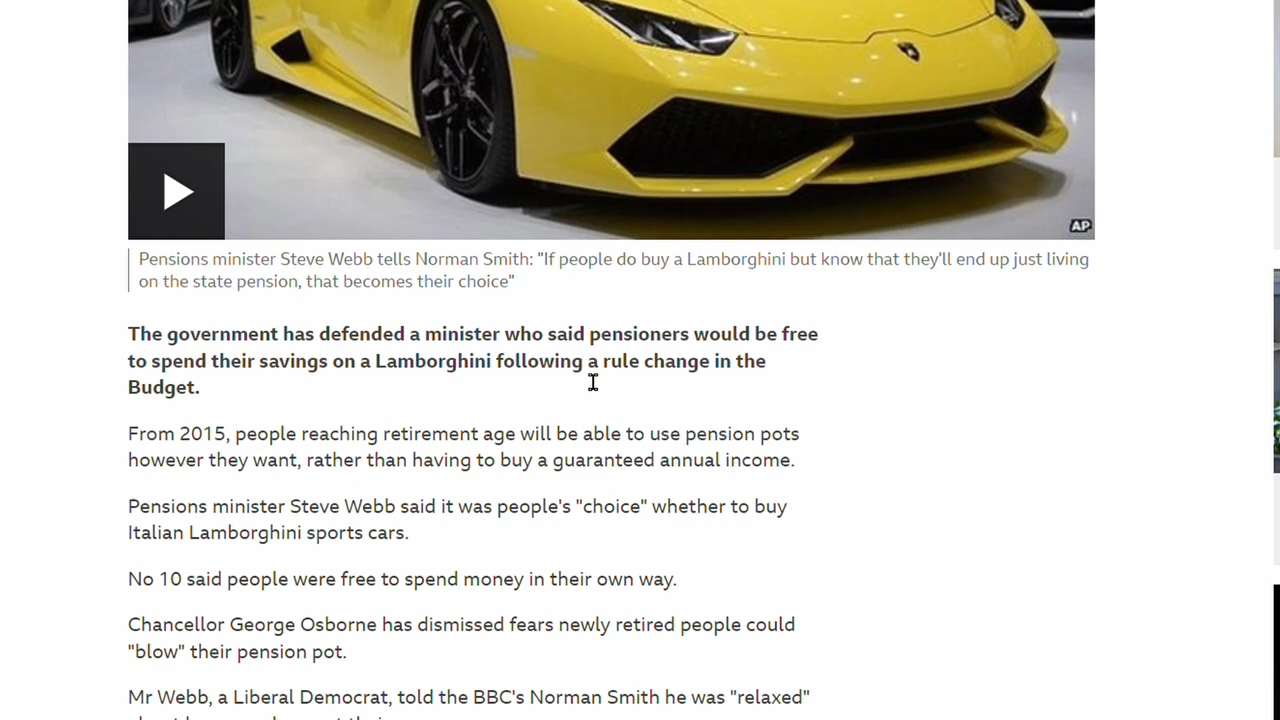 AP
Pensions minister Steve Webb tells Norman Smith: "If people do buy a Lamborghini but know that they'll end up just living
on the state pension, that becomes their choice"
The government has defended a minister who said pensioners would be free
to spend their savings on a Lamborghini following a rule change in the
Budget.
From 2015, people reaching retirement age will be able to use pension pots
however they want, rather than having to buy a guaranteed annual income.
Pensions minister Steve Webb said it was people's "choice" whether to buy
Italian Lamborghini sports cars.
No 10 said people were free to spend money in their own way.
Chancellor George Osborne has dismissed fears newly retired people could
"blow" their pension pot.
Mr Webb, a Liberal Democrat, told the BBC's Norman Smith he was "relaxed"